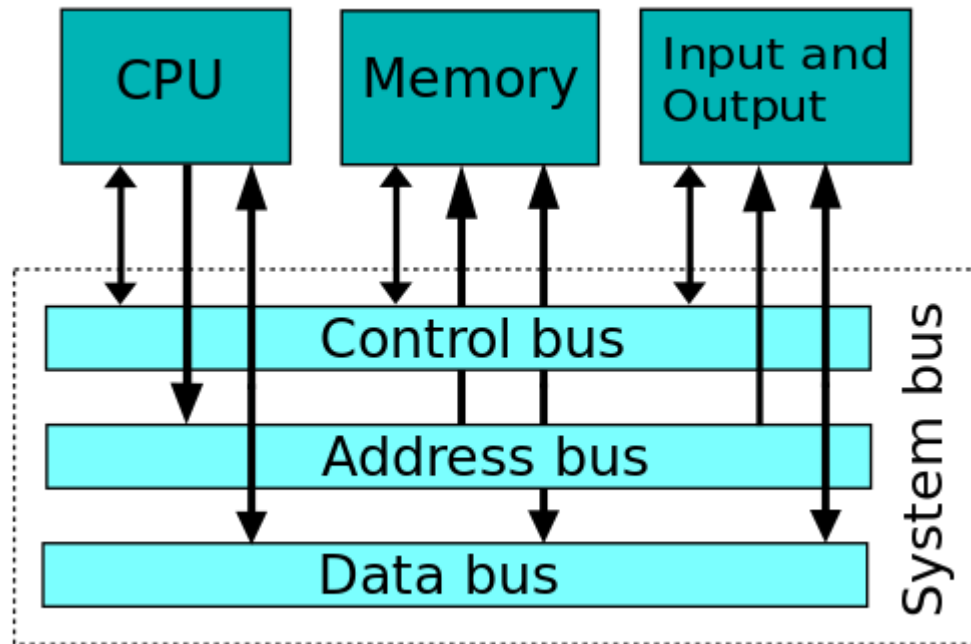 CPU
Memory
Input and
Output
Control bus
Address bus
Data bus
System bus